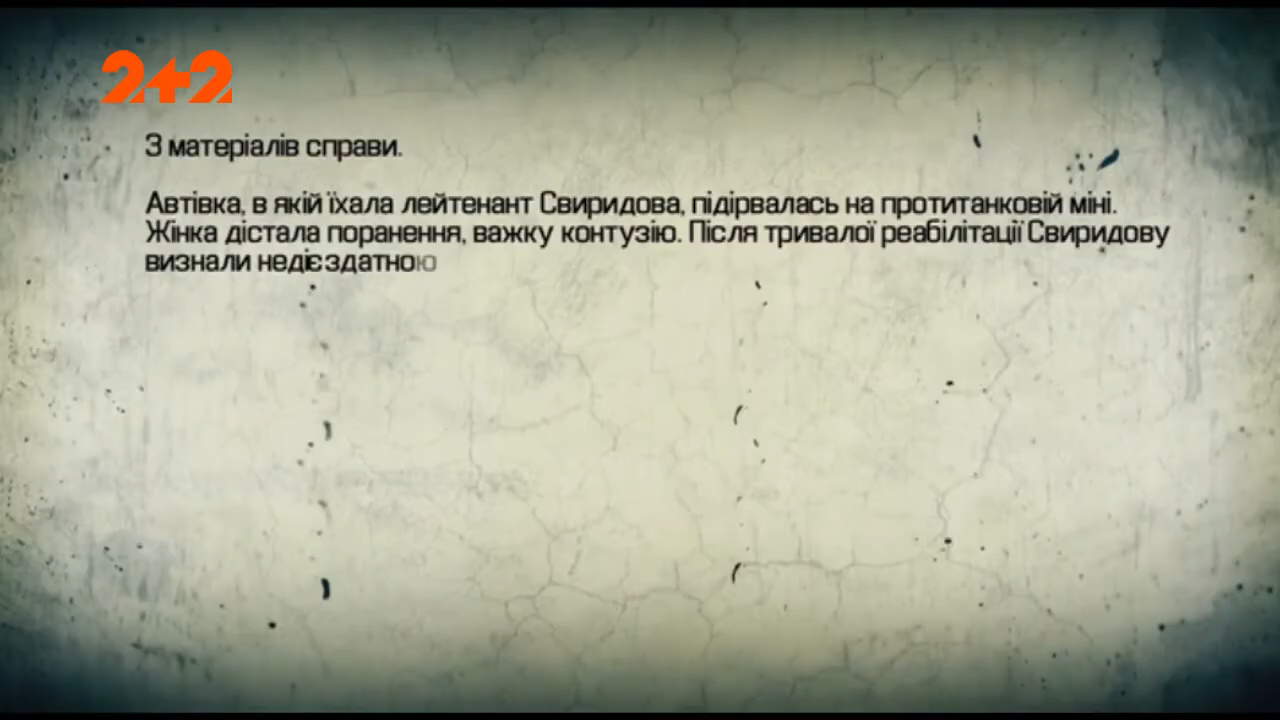 2+2
З матеріалів справи.
Автівка, в якій їхала лейтенант Свиридова, підірвалась на протитанковій міні.
Жінка дістала поранення, важку контузію. Після тривалої реабілітації Свиридову
визнали недієздатною